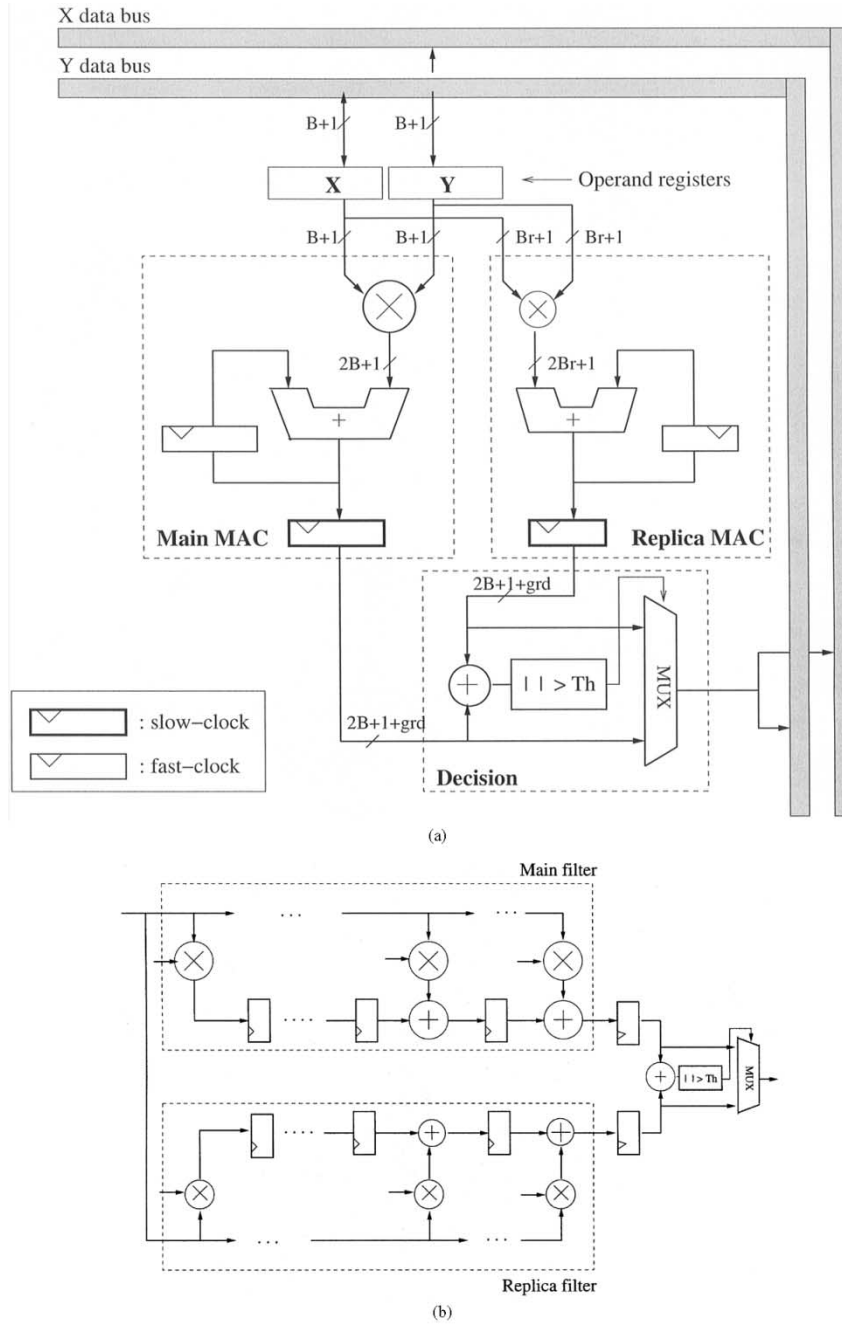 X data bus
Y data bus
B+1 B+1
X Y Operand registers
B+1 B+1 Br+1 Br+1
2B+1 2Br+1
+ +
Main MAC Replica MAC
2B+1+grd
+ | | > Th MUX
: slow-clock
2B+1+grd
: fast-clock
Decision
(a)
Main filter
+ +
+ | | > Th MUX
+ +
Replica filter
(b)